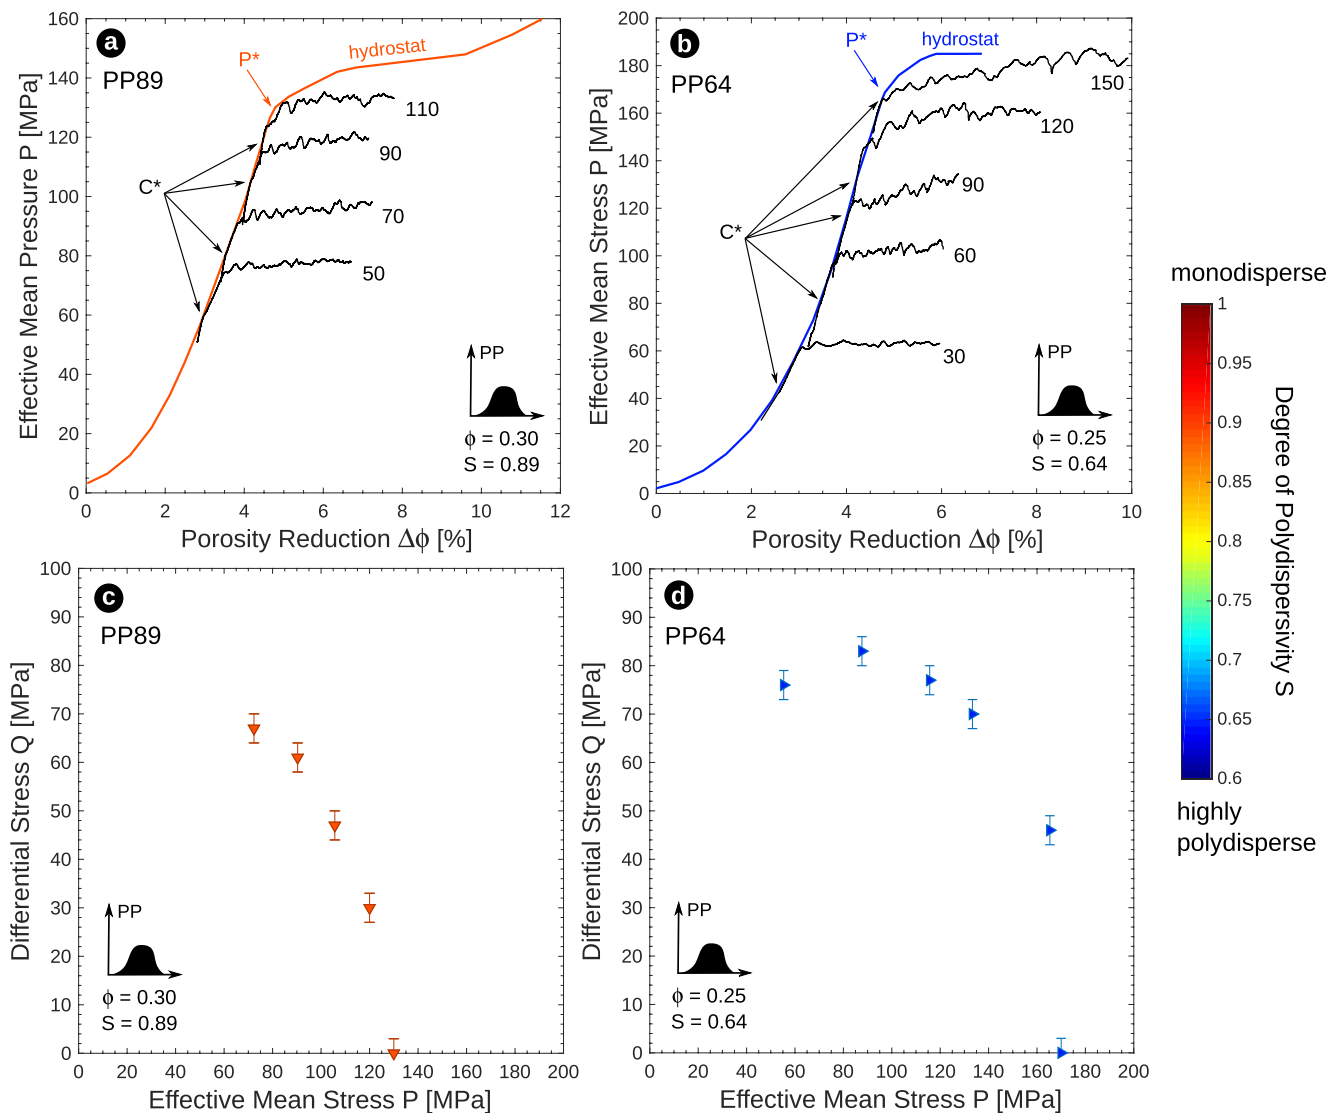 a
PP89
P*
hydrostat
110
90
70
50
C*
PP
ϕ = 0.30
S = 0.89
160
140
120
100
80
60
40
20
0
0 2 4 6 8 10 12
Effective Mean Pressure P [MPa]
Porosity Reduction Δϕ [%]
b
PP64
P*
hydrostat
150
120
90
60
30
C*
PP
ϕ = 0.25
S = 0.64
200
180
160
140
120
100
80
60
40
20
0
0 2 4 6 8 10
Effective Mean Stress P [MPa]
Porosity Reduction Δϕ [%]
monodisperse
1
0.95
0.9
0.85
0.8
0.75
0.7
0.65
0.6
Degree of Polydispersivity S
highly
polydisperse
c
PP89
PP
ϕ = 0.30
S = 0.89
100
90
80
70
60
50
40
30
20
10
0
0 20 40 60 80 100 120 140 160 180 200
Differential Stress Q [MPa]
Effective Mean Stress P [MPa]
d
PP64
PP
ϕ = 0.25
S = 0.64
100
90
80
70
60
50
40
30
20
10
0
0 20 40 60 80 100 120 140 160 180 200
Differential Stress Q [MPa]
Effective Mean Stress P [MPa]